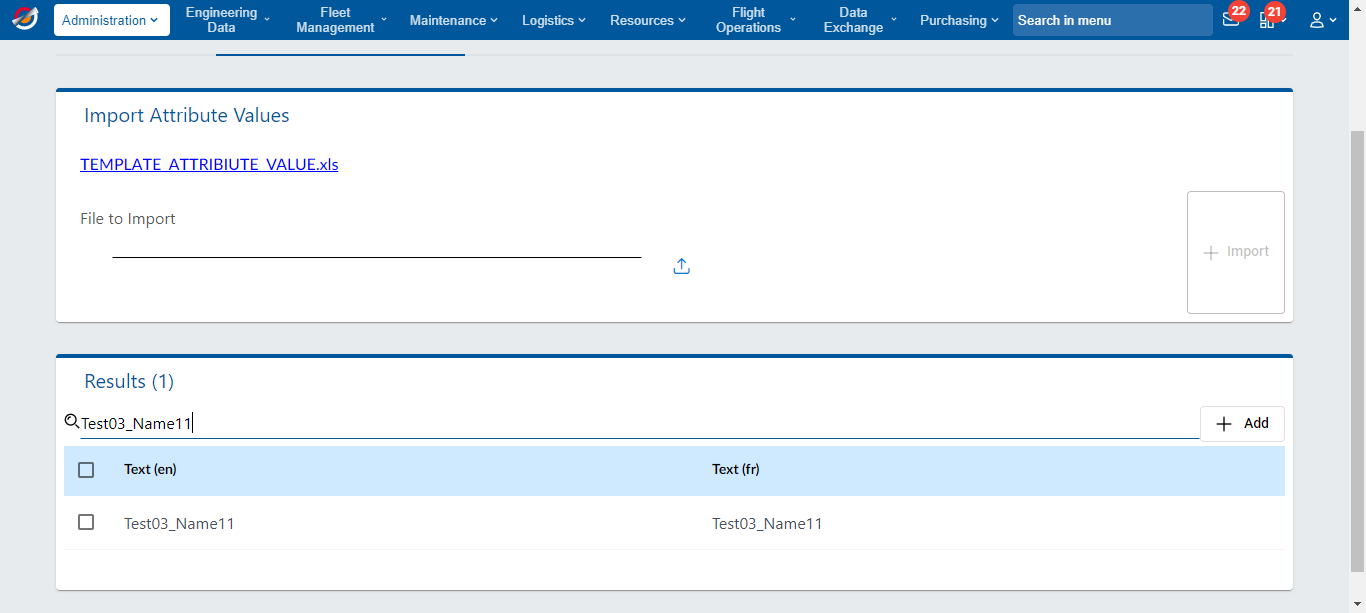 Administration
Engineering
Data
Fleet
Management
Maintenance
Logistics
Resources
Flight
Operations
Data
Exchange
Purchasing
Search in menu
22
21
Import Attribute Values
TEMPLATE_ATTRIBIUTE_VALUE.xls
File to Import
Import
Results (1)
Test03_Name11
Add
Text (en) Text (fr)
Test03_Name11 Test03_Name11